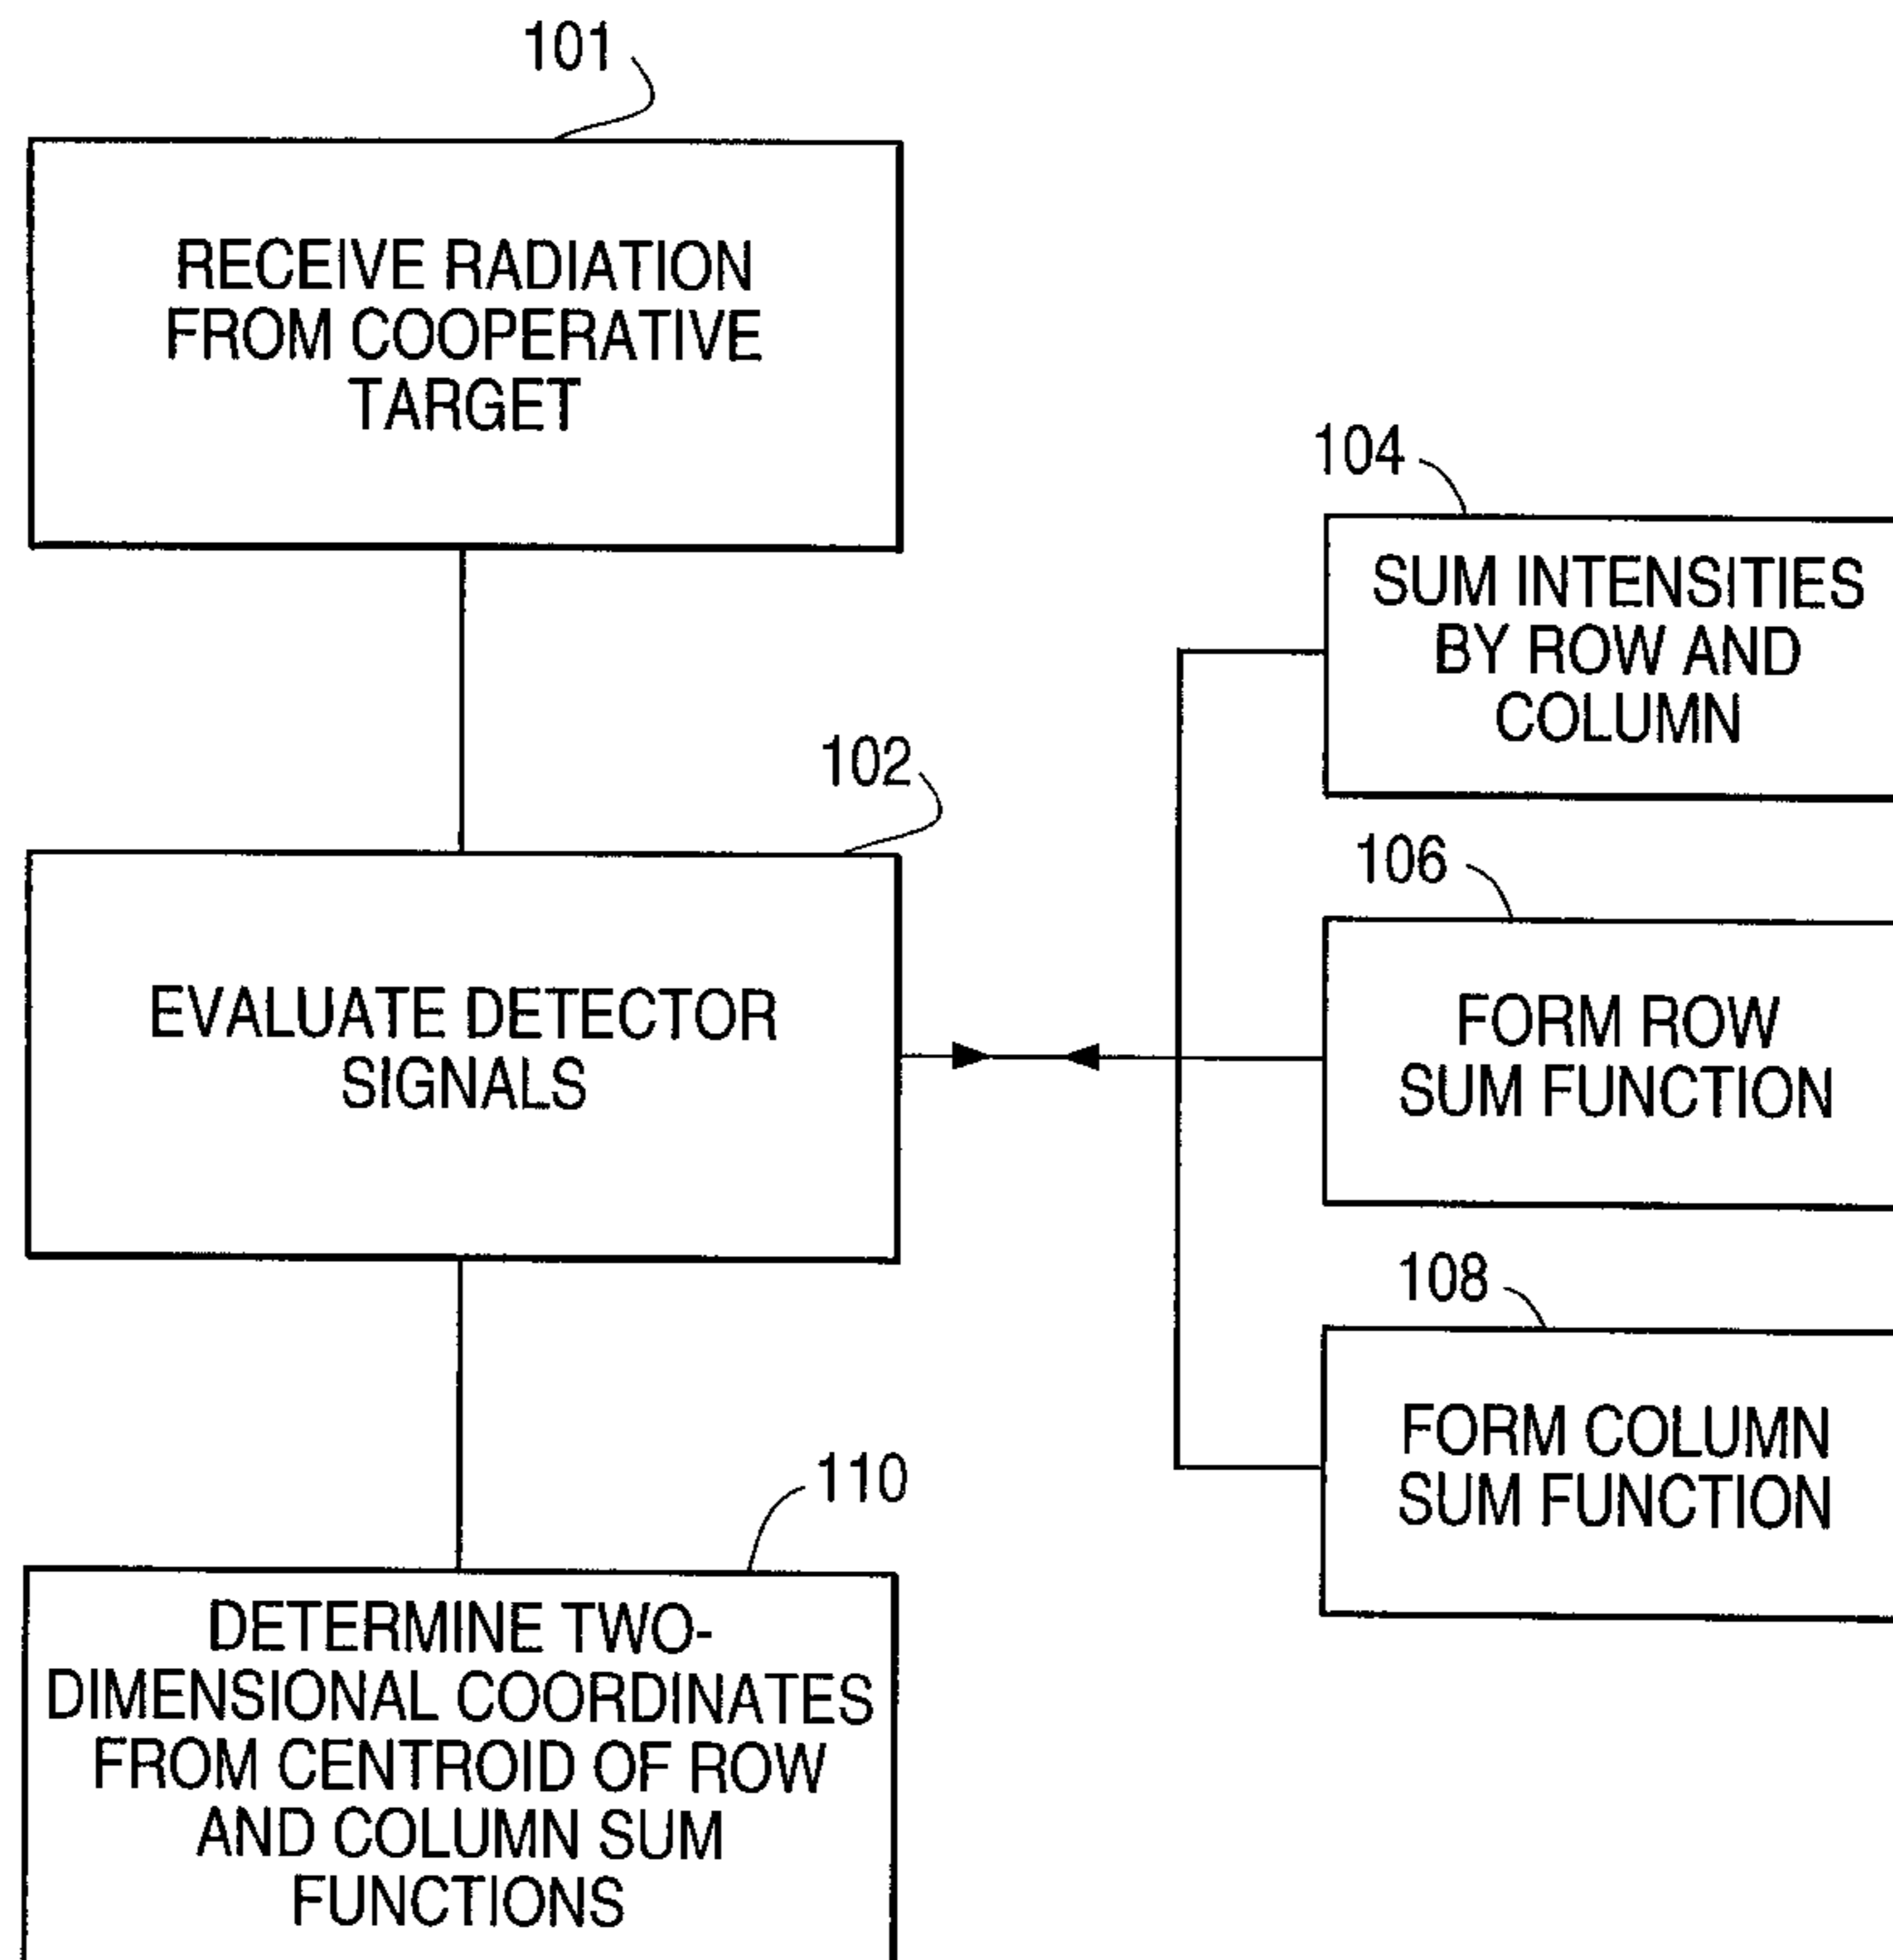 101
RECEIVE RADIATION
FROM COOPERATIVE
TARGET
102
EVALUATE DETECTOR
SIGNALS
104
SUM INTENSITIES
BY ROW AND
COLUMN
106
FORM ROW
SUM FUNCTION
108
FORM COLUMN
SUM FUNCTION
110
DETERMINE TWO-
DIMENSIONAL COORDINATES
FROM CENTROID OF ROW
AND COLUMN SUM
FUNCTIONS